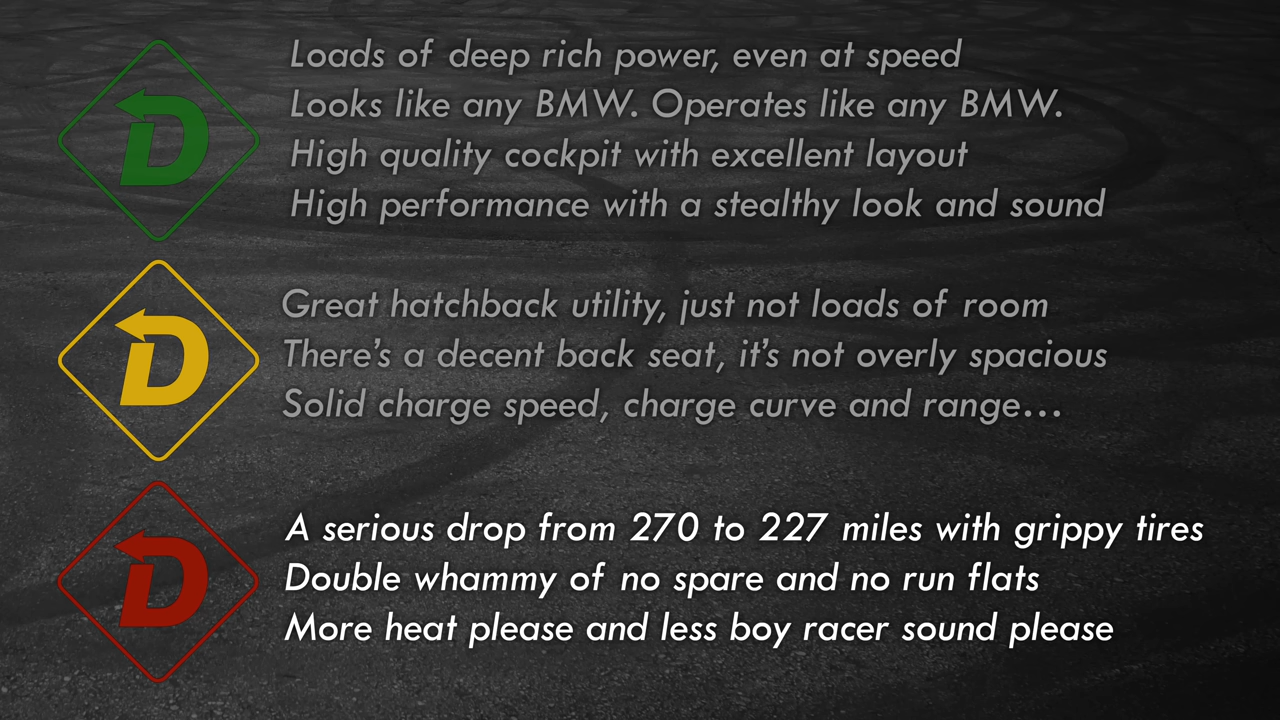 D
Loads of deep rich power, even at speed
Looks like any BMW. Operates like any BMW.
High quality cockpit with excellent layout
High performance with a stealthy look and sound
D
Great hatchback utility, just not loads of room
There’s a decent back seat, it’s not overly spacious
Solid charge speed, charge curve and range…
D
A serious drop from 270 to 227 miles with grippy tires
Double whammy of no spare and no run flats
More heat please and less boy racer sound please